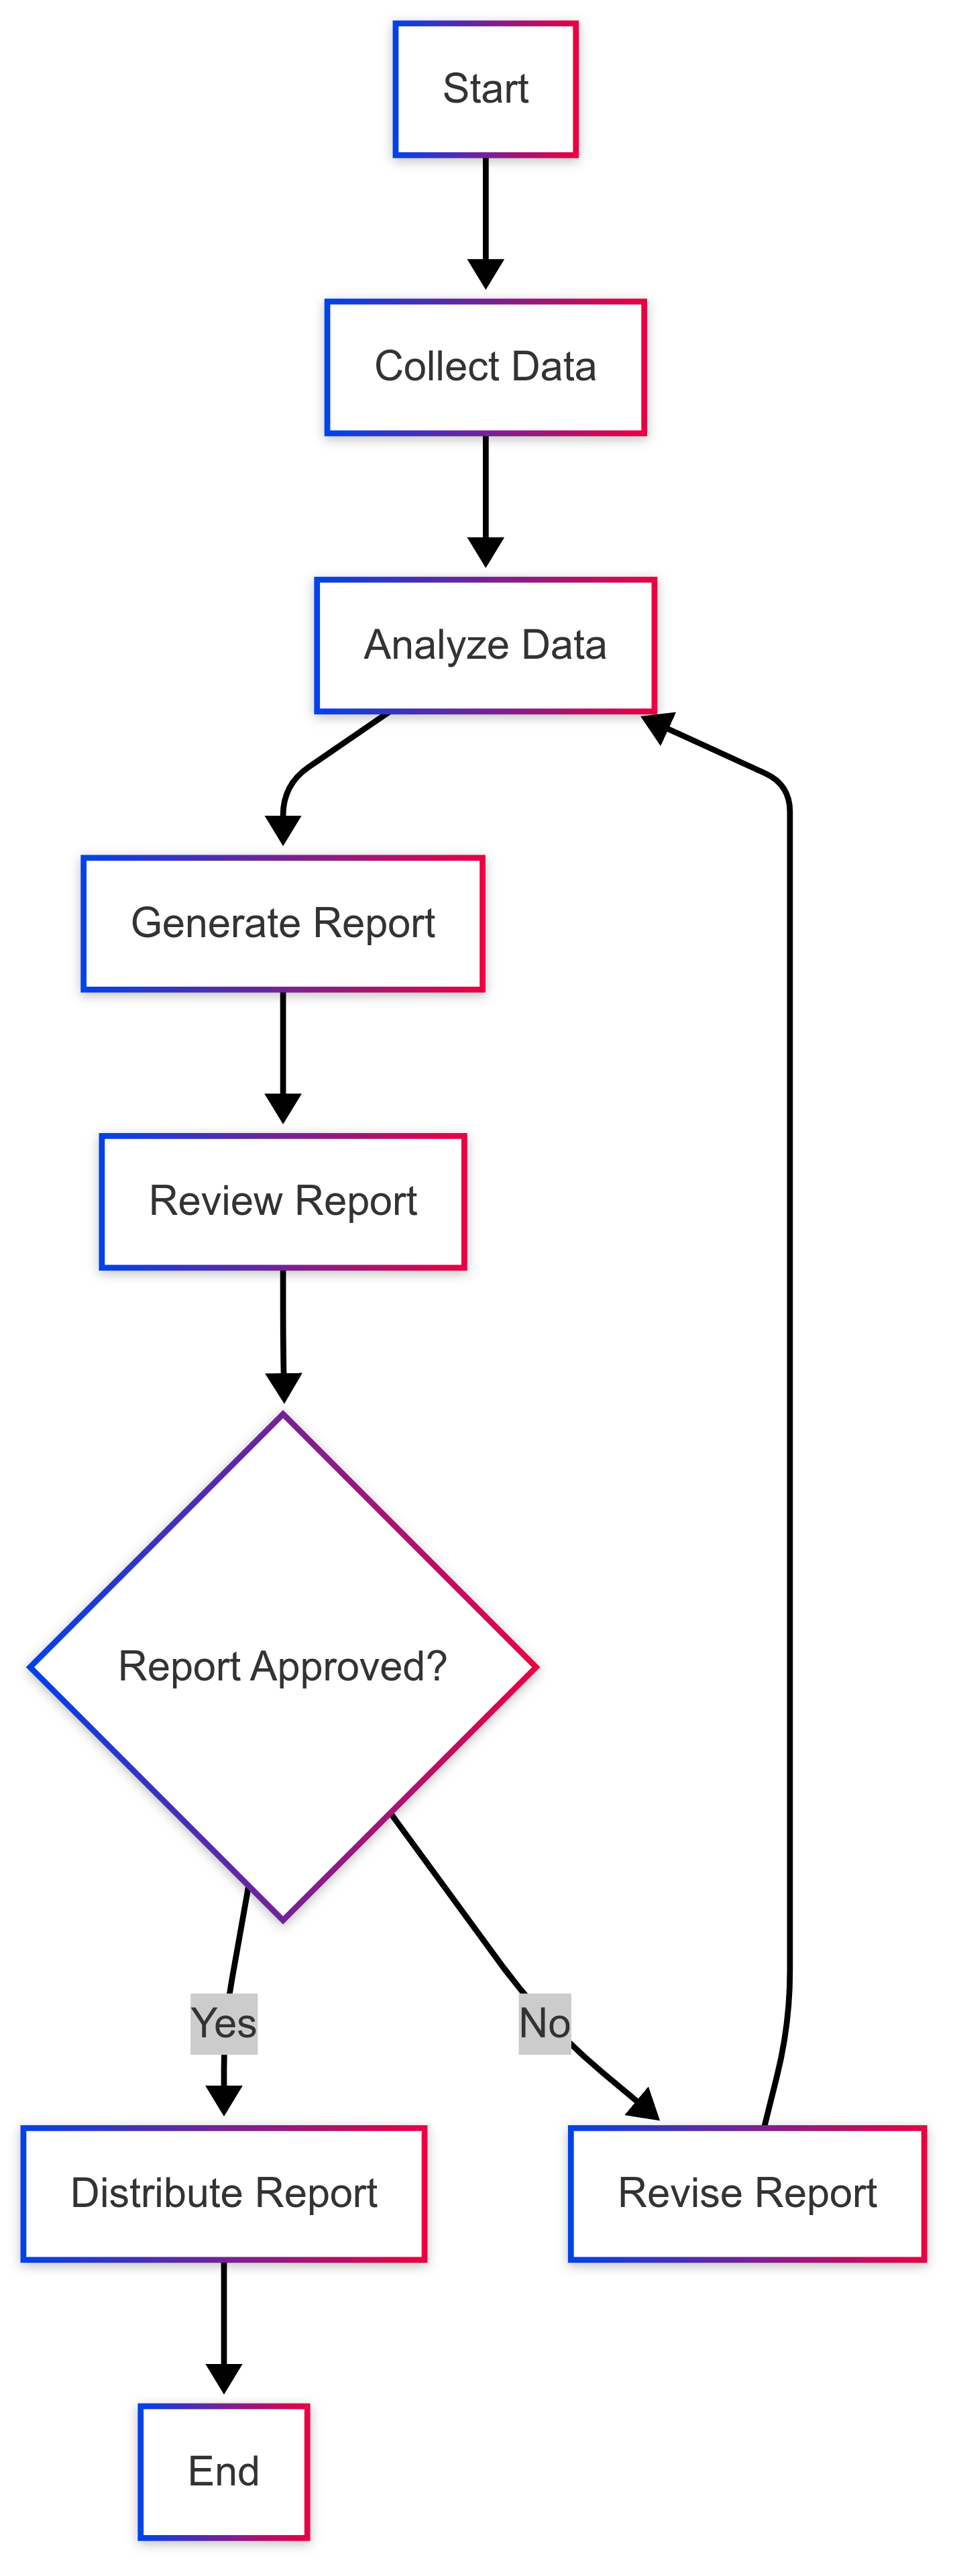 Start
Collect Data
Analyze Data
Generate Report
Review Report
Report Approved?
Yes
No
Distribute Report
Revise Report
End